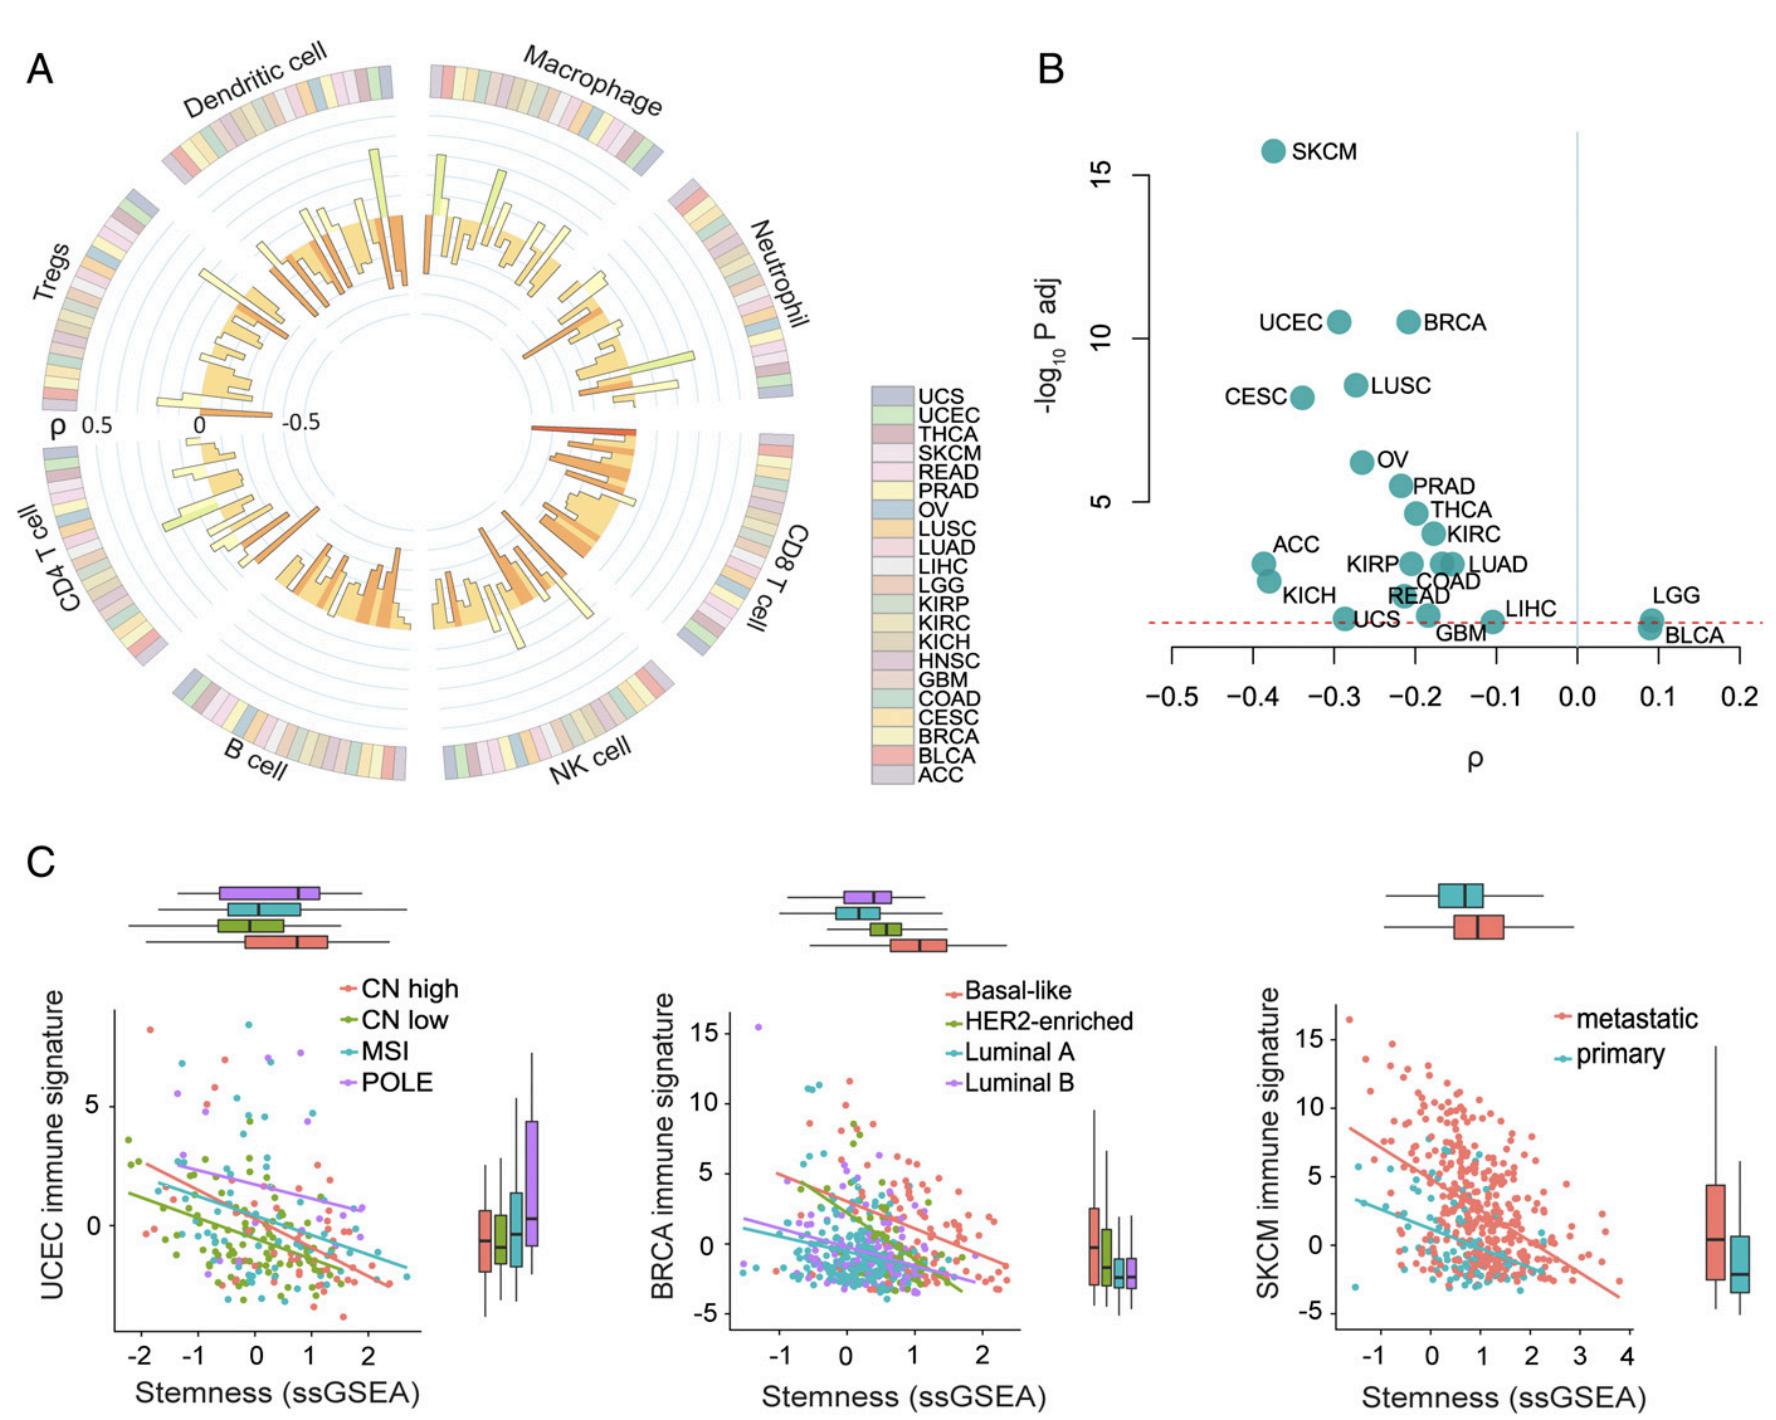 A
Dendritic cell
Macrophage
Neutrophil
CD8 T cell
NK cell
B cell
CD4 T cell
Tregs
ρ 0.5 0 -0.5
UCS
UCEC
THCA
SKCM
READ
PRAD
OV
LUSC
LUAD
LIHC
LGG
KIRP
KIRC
KICH
HNSC
GBM
COAD
CESC
BRCA
BLCA
ACC
B
-log10 P adj
15
10
5
SKCM
UCEC
BRCA
LUSC
CESC
OV
PRAD
THCA
KIRC
ACC
KIRP
LUAD
COAD
KICH
READ
LGG
LIHC
UCS
GBM
BLCA
−0.5 −0.4 −0.3 −0.2 −0.1 0.0 0.1 0.2
ρ
C
UCEC immune signature
CN high
CN low
MSI
POLE
5
0
-2 -1 0 1 2
Stemness (ssGSEA)
BRCA immune signature
Basal-like
HER2-enriched
Luminal A
Luminal B
15
10
5
0
-5
-1 0 1 2
Stemness (ssGSEA)
SKCM immune signature
metastatic
primary
15
10
5
0
-5
-1 0 1 2 3 4
Stemness (ssGSEA)